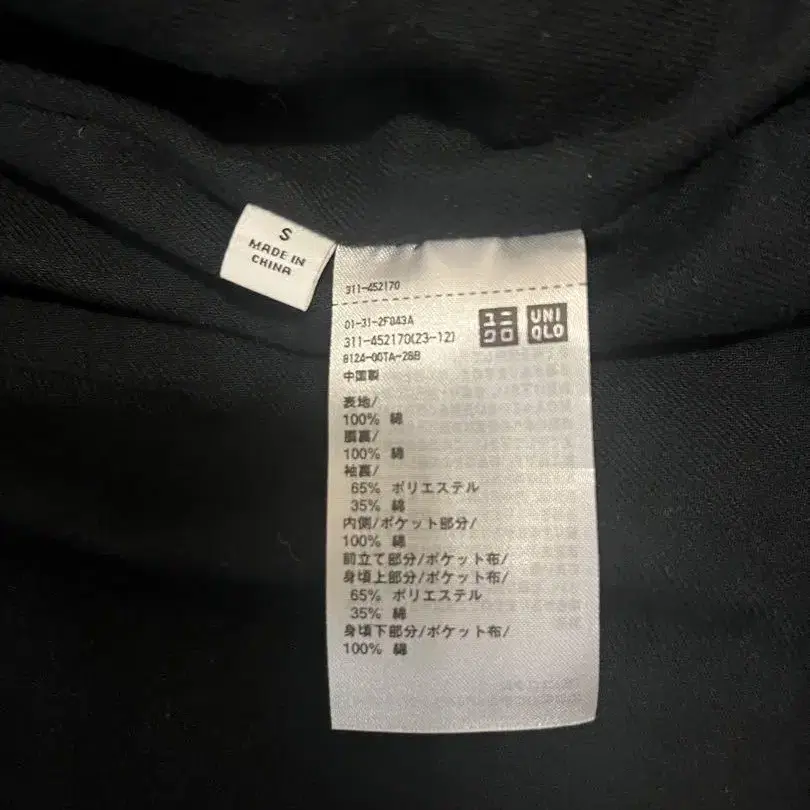 S
MADE IN
CHINA
311-452170
01-31-2F043A
311-452170(23-12)
8124-00TA-28B
中国製
ユニ
クロ
UNI
QLO
表地/
100% 綿
胴裏/
100% 綿
袖裏/
65% ポリエステル
35% 綿
内側/ポケット部分/
100% 綿
前立て部分/ポケット布/
身頃上部分/ポケット布/
65% ポリエステル
35% 綿
身頃下部分/ポケット布/
100% 綿